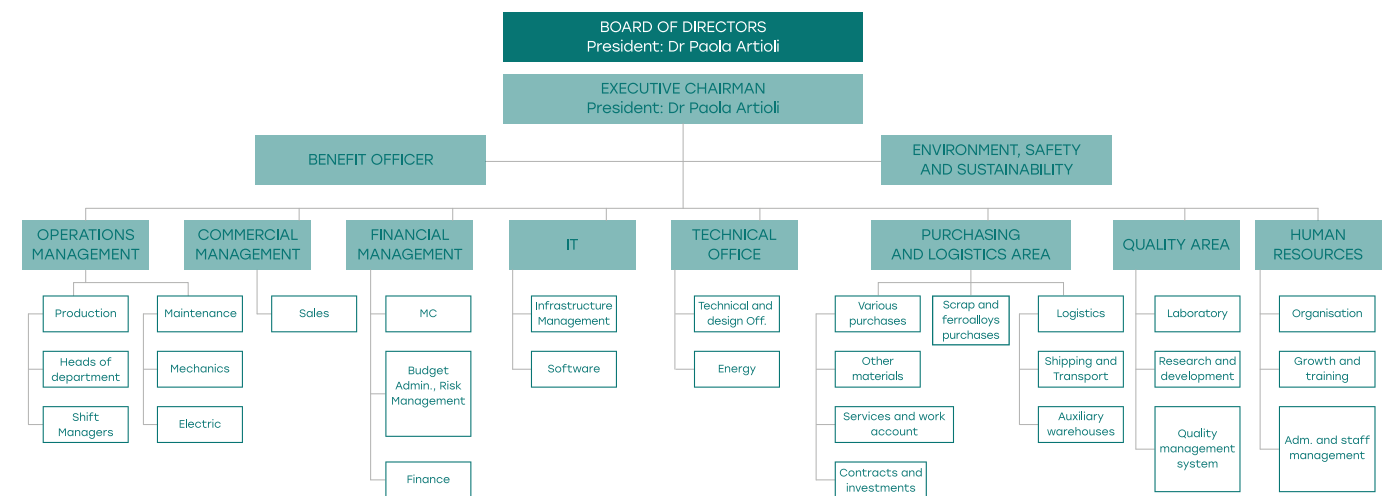 BOARD OF DIRECTORS
President: Dr Paola Artioli
EXECUTIVE CHAIRMAN
President: Dr Paola Artioli
BENEFIT OFFICER
ENVIRONMENT, SAFETY
AND SUSTAINABILITY
OPERATIONS
MANAGEMENT
COMMERCIAL
MANAGEMENT
FINANCIAL
MANAGEMENT
IT
TECHNICAL
OFFICE
PURCHASING
AND LOGISTICS AREA
QUALITY AREA
HUMAN
RESOURCES
Production
Heads of
department
Shift
Managers
Maintenance
Mechanics
Electric
Sales
MC
Budget
Admin., Risk
Management
Finance
Infrastructure
Management
Software
Technical and
design Off.
Energy
Various
purchases
Other
materials
Services and work
account
Contracts and
investments
Scrap and
ferroalloys
purchases
Logistics
Shipping and
Transport
Auxiliary
warehouses
Laboratory
Research and
development
Quality
management
system
Organisation
Growth and
training
Adm. and staff
management